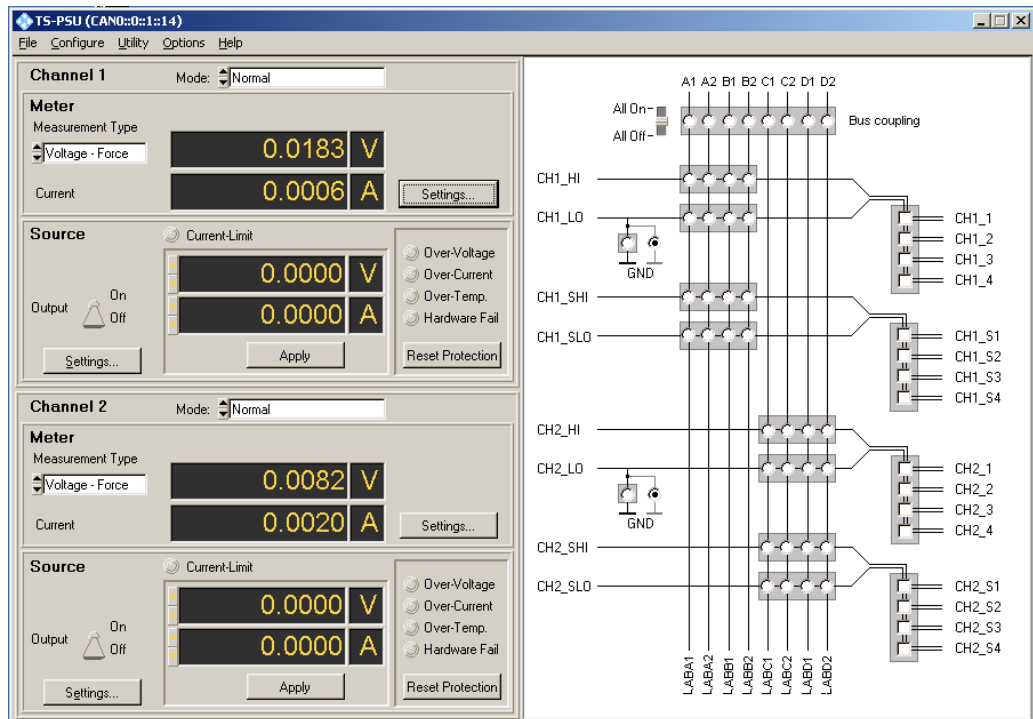 TS-PSU (CAN0::0::1::14)
File Configure Utility Options Help
Channel 1 Mode: Normal
Meter
Measurement Type
Voltage - Force 0.0183 V
Current 0.0006 A Settings...
Source Current-Limit
0.0000 V
0.0000 A
Output On
Off
Over-Voltage
Over-Current
Over-Temp.
Hardware Fail
Settings... Apply Reset Protection
Channel 2 Mode: Normal
Meter
Measurement Type
Voltage - Force 0.0082 V
Current 0.0020 A Settings...
Source Current-Limit
0.0000 V
0.0000 A
Output On
Off
Over-Voltage
Over-Current
Over-Temp.
Hardware Fail
Settings... Apply Reset Protection
A1 A2 B1 B2 C1 C2 D1 D2
All On
All Off
Bus coupling
CH1_HI
CH1_LO
GND
CH1_1
CH1_2
CH1_3
CH1_4
CH1_SHI
CH1_SLO
CH1_S1
CH1_S2
CH1_S3
CH1_S4
CH2_HI
CH2_LO
GND
CH2_1
CH2_2
CH2_3
CH2_4
CH2_SHI
CH2_SLO
CH2_S1
CH2_S2
CH2_S3
CH2_S4
LABA1 LABA2 LABB1 LABB2 LABC1 LABC2 LABD1 LABD2